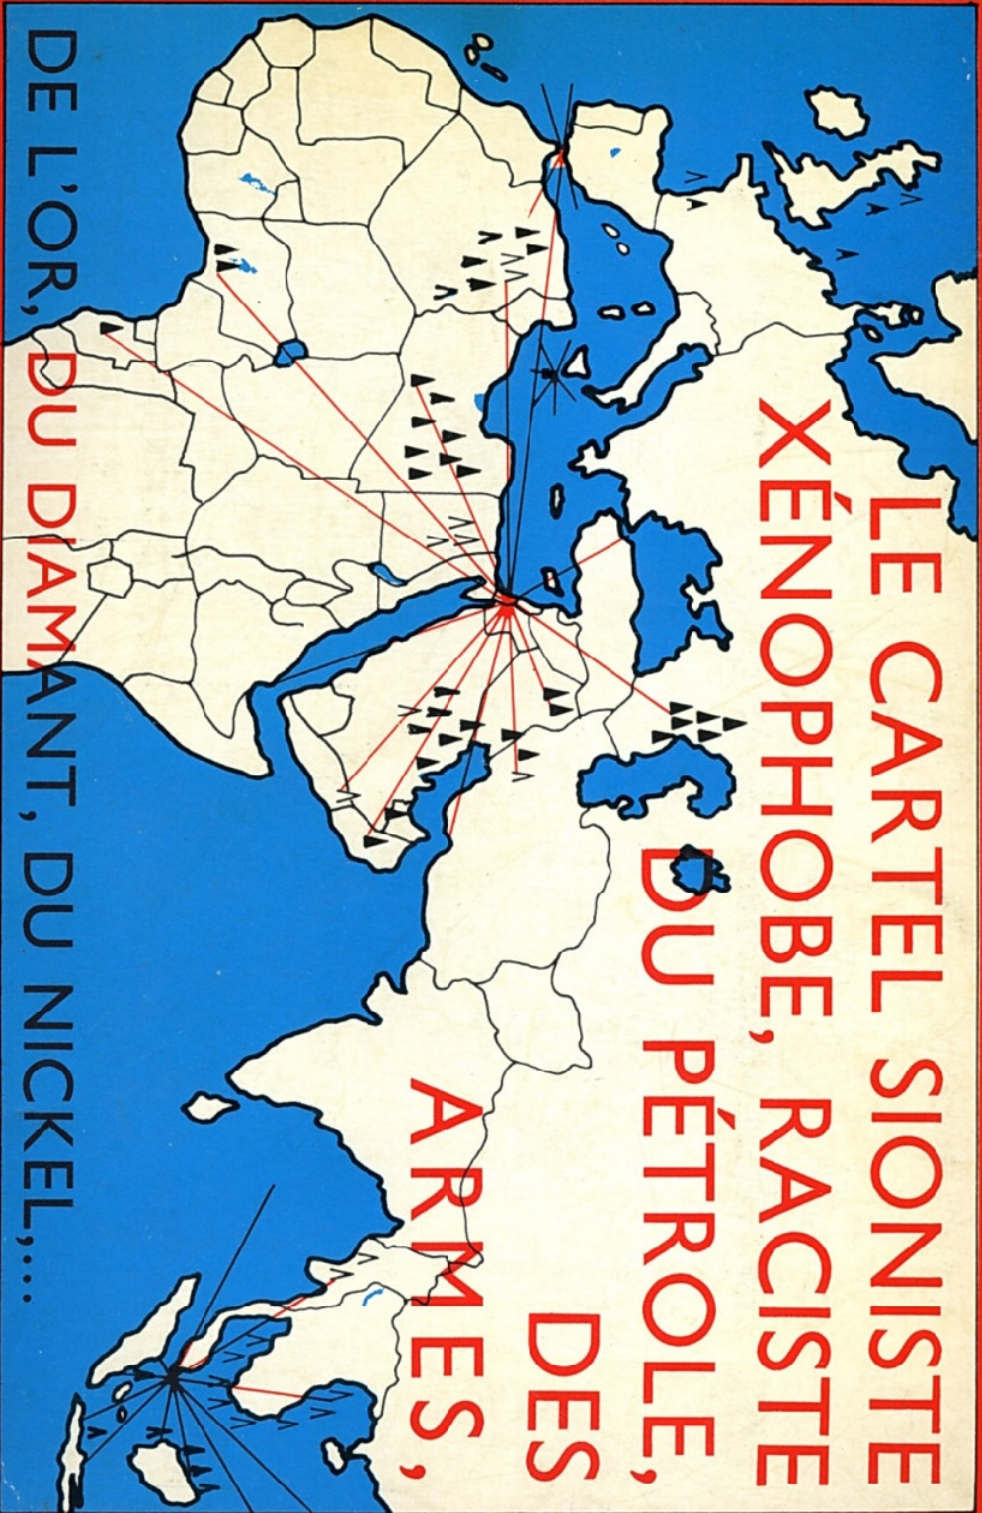 LE CARTEL SIONISTE
XÉNOPHOBE, RACISTE
DU PÉTROLE,
DES
ARMES,
DE L'OR, DU DIAMANT, DU NICKEL,...